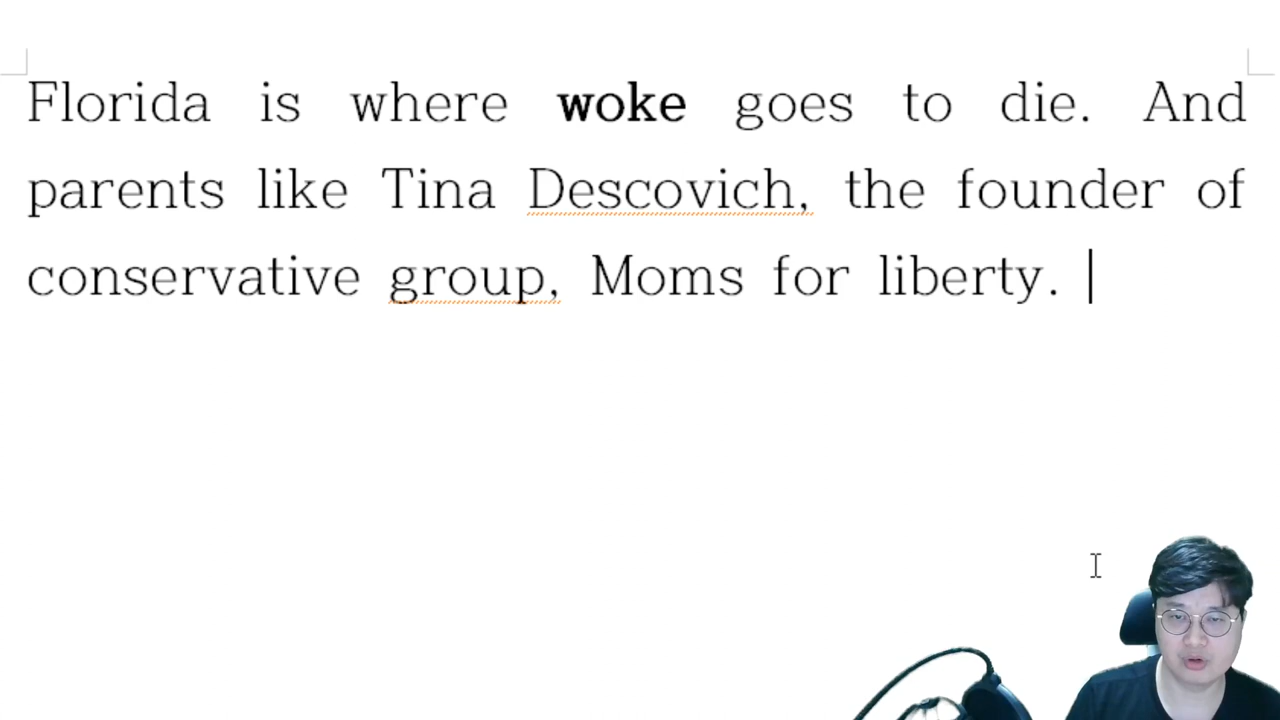 Florida is where woke goes to die. And
parents like Tina Descovich, the founder of
conservative group, Moms for liberty.